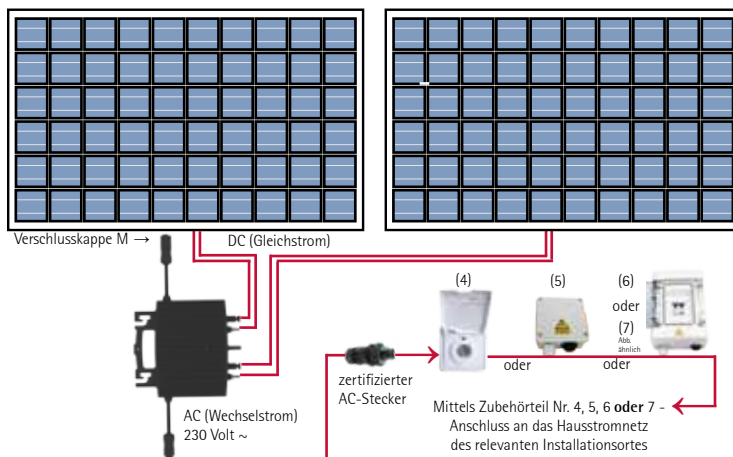 Verschlusskappe M →
DC (Gleichstrom)
(4)
(5)
(6)
oder
(7)
Abb.
ähnlich
oder
oder
zertifizierter
AC-Stecker
AC (Wechselstrom)
230 Volt ~
Mittels Zubehörteil Nr. 4, 5, 6 oder 7 -
Anschluss an das Hausstromnetz
des relevanten Installationsortes